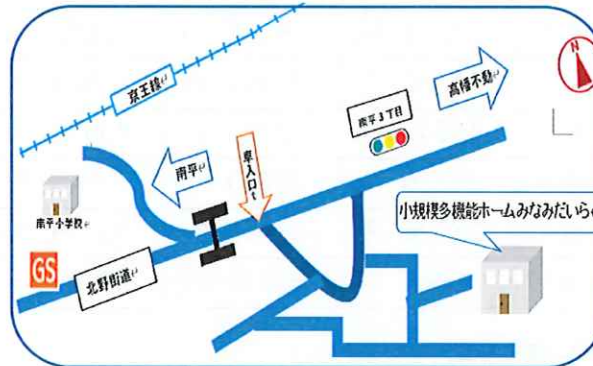 京王線
高幡不動
N
南平３丁目
車入口
南平
南平小学校
小規模多機能ホームみなみだいら
GS
北野街道